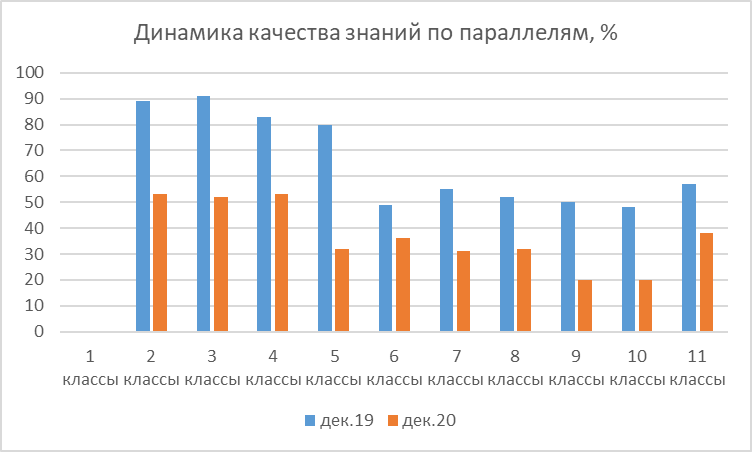 Динамика качества знаний по параллелям, %
100
90
80
70
60
50
40
30
20
10
0
1 классы
2 классы
3 классы
4 классы
5 классы
6 классы
7 классы
8 классы
9 классы
10 классы
11 классы
дек.19 дек.20